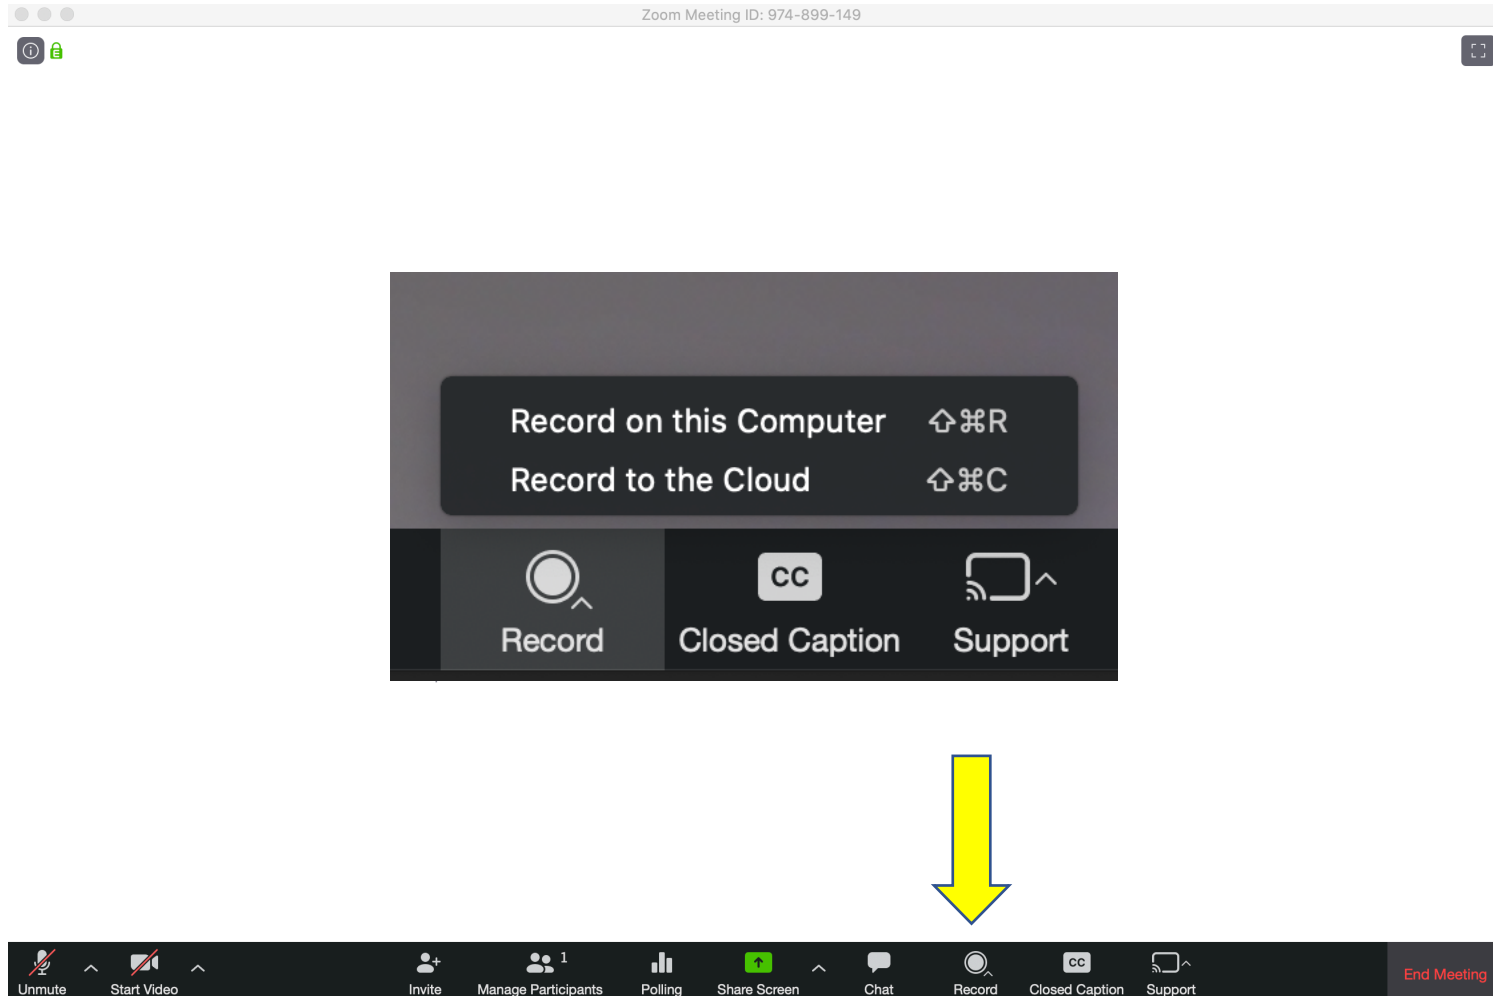 Zoom Meeting ID: 974-899-149
Record on this Computer ⇧⌘R
Record to the Cloud ⇧⌘C
CC
Record Closed Caption Support
1 CC
Unmute Start Video Invite Manage Participants Polling Share Screen Chat Record Closed Caption Support End Meeting